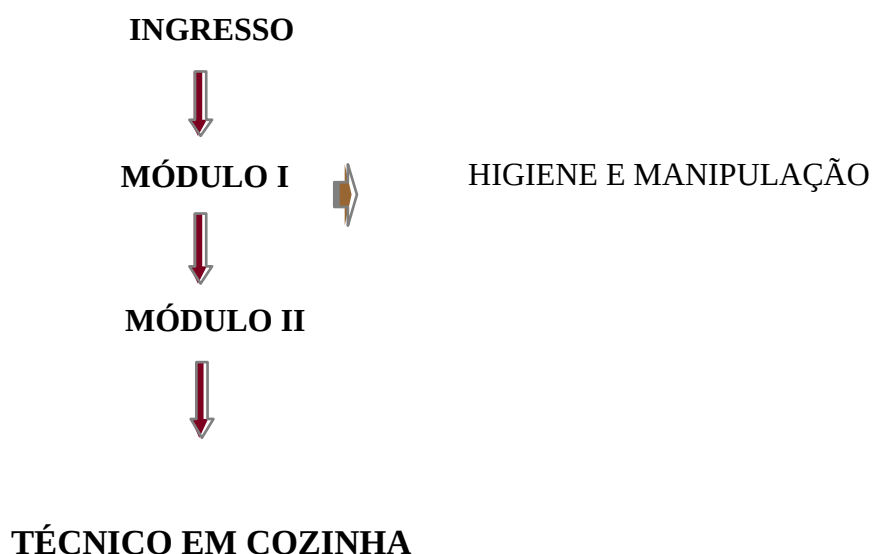 INGRESSO
MÓDULO I
HIGIENE E MANIPULAÇÃO
MÓDULO II
TÉCNICO EM COZINHA